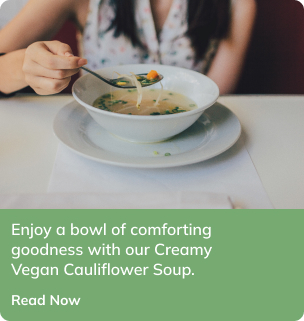 Enjoy a bowl of comforting
goodness with our Creamy
Vegan Cauliflower Soup.
Read Now